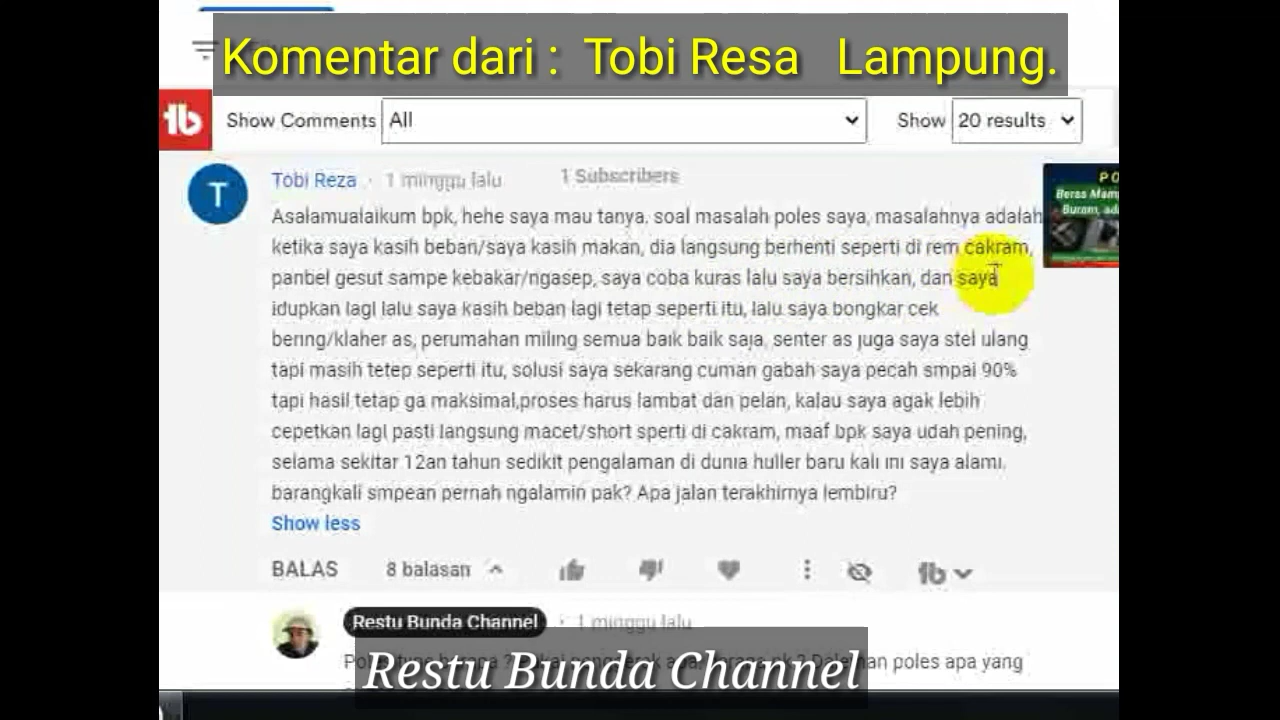 Komentar dari : Tobi Resa Lampung.
Show Comments All Show 20 results
Tobi Reza · 1 minggu lalu 1 Subscribers
Asalamualaikum bpk, hehe saya mau tanya, soal masalah poles saya, masalahnya adalah
ketika saya kasih beban/saya kasih makan, dia langsung berhenti seperti di rem cakram,
panbel gesut sampe kebakar/ngasep, saya coba kuras lalu saya bersihkan, dan saya
idupkan lagi lalu saya kasih beban lagi tetap seperti itu, lalu saya bongkar cek
bering/klaher as, perumahan miling semua baik baik saja, senter as juga saya stel ulang
tapi masih tetep seperti itu, solusi saya sekarang cuman gabah saya pecah smpai 90%
tapi hasil tetap ga maksimal,proses harus lambat dan pelan, kalau saya agak lebih
cepetkan lagi pasti langsung macet/short sperti di cakram, maaf bpk saya udah pening,
selama sekitar 12an tahun sedikit pengalaman di dunia huller baru kali ini saya alami,
barangkali smpean pernah ngalamin pak? Apa jalan terakhirnya lembiru?
Show less
BALAS 8 balasan
Restu Bunda Channel · 1 minggu lalu
poles apa yang
Restu Bunda Channel